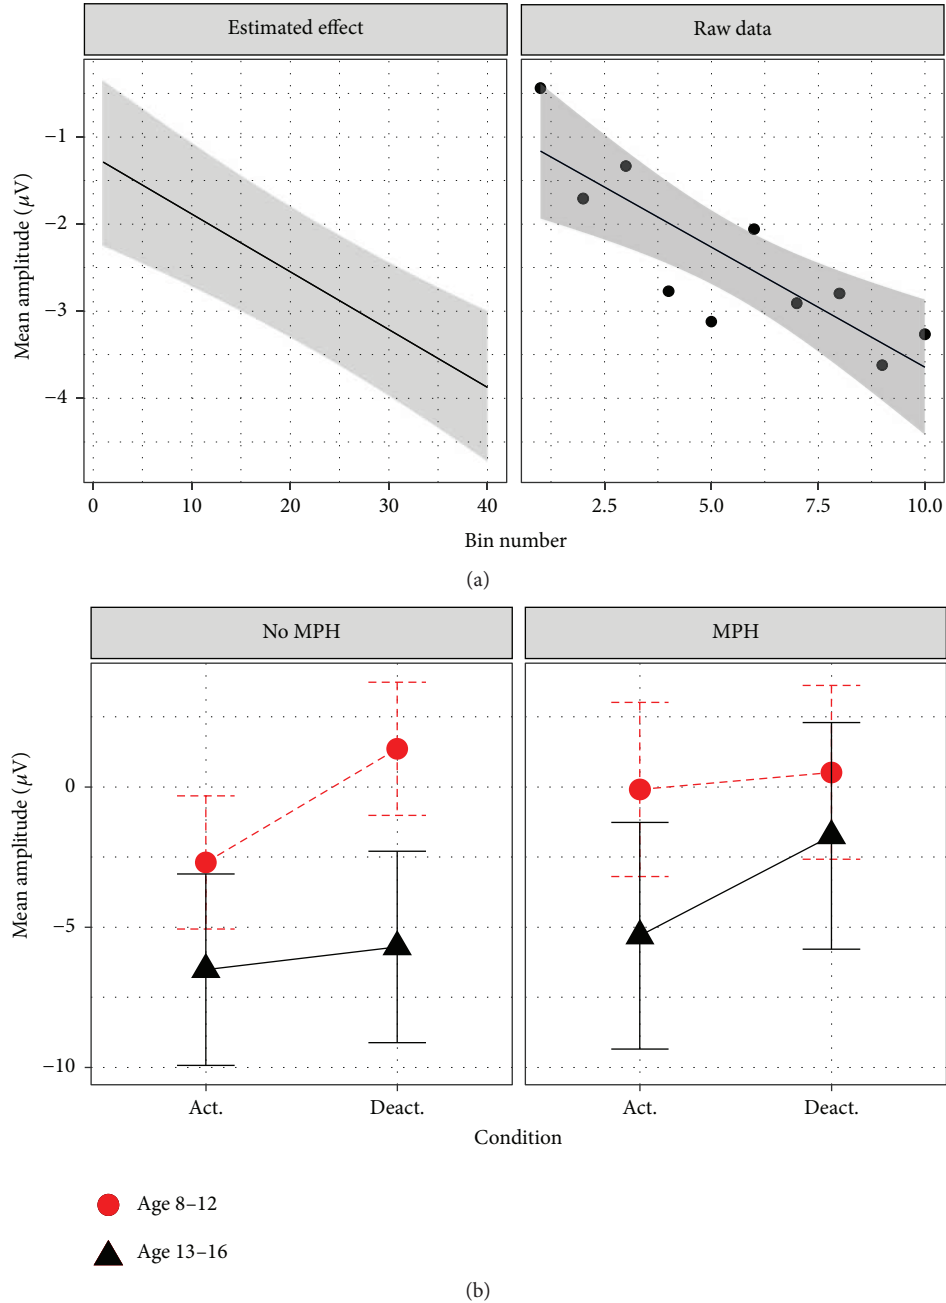 Estimated effect
Raw data
Mean amplitude (μV)
−1
−2
−3
−4
0
10
20
30
40
2.5
5.0
7.5
10.0
Bin number
(a)
No MPH
MPH
Mean amplitude (μV)
0
−5
−10
Act.
Deact.
Act.
Deact.
Condition
Age 8–12
Age 13–16
(b)